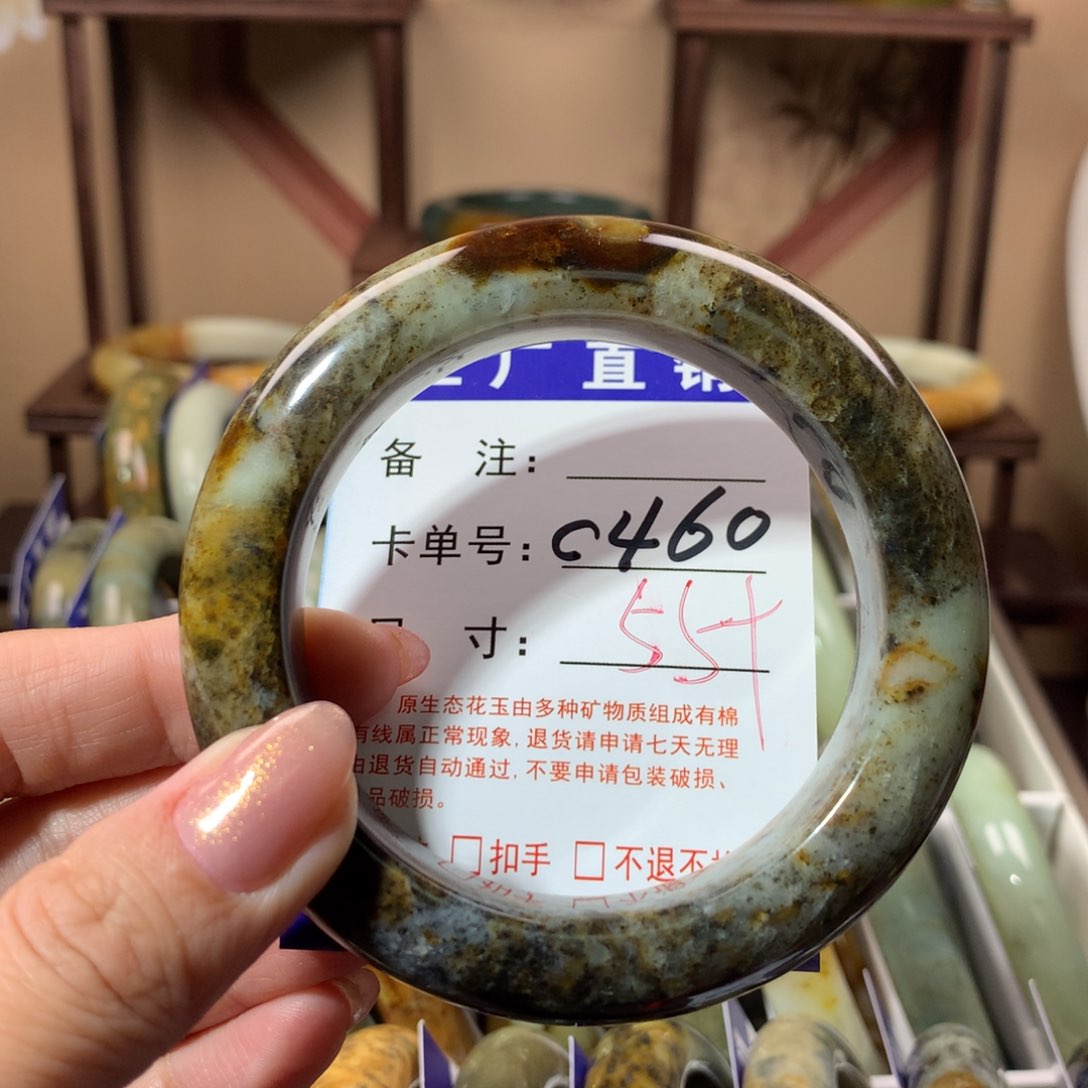 厂直销
备 注:
卡单号: C460
寸: 55+
原生态花玉由多种矿物质组成有棉
有线属正常现象,退货请申请七天无理
由退货自动通过,不要申请包装破损、
品破损。
□扣手 □不退不